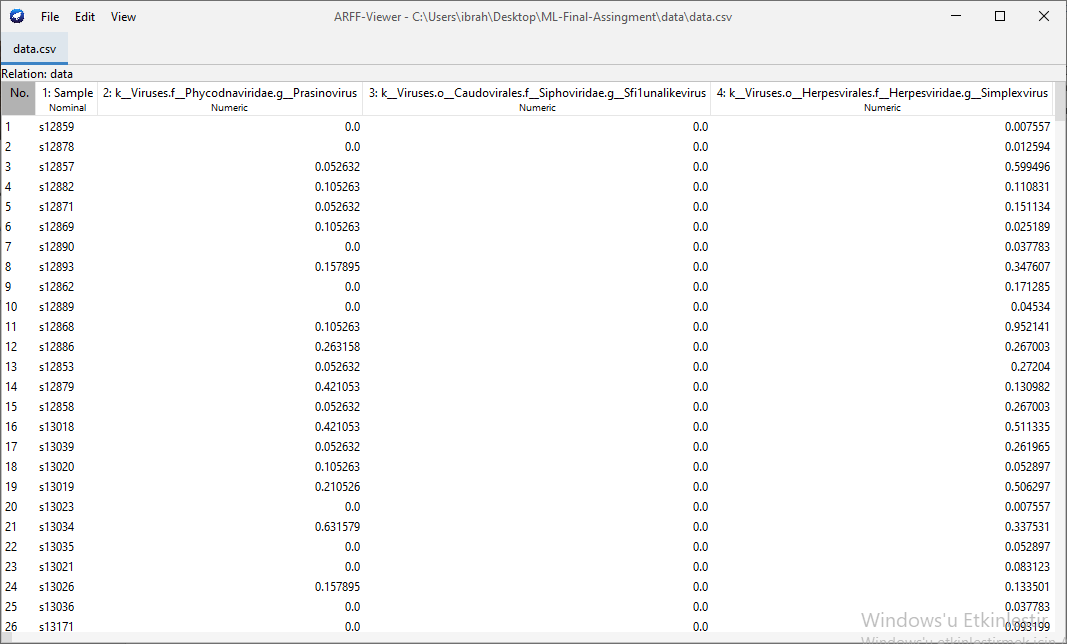 File Edit View ARFF-Viewer - C:\Users\ibrah\Desktop\ML-Final-Assingment\data\data.csv
data.csv
Relation: data
No. 1: Sample 2: k__Viruses.f__Phycodnaviridae.g__Prasinovirus 3: k__Viruses.o__Caudovirales.f__Siphoviridae.g__Sfi1unalikevirus 4: k__Viruses.o__Herpesvirales.f__Herpesviridae.g__Simplexvirus
Nominal Numeric Numeric Numeric
1 s12859 0.0 0.0 0.007557
2 s12878 0.0 0.0 0.012594
3 s12857 0.052632 0.0 0.599496
4 s12882 0.105263 0.0 0.110831
5 s12871 0.052632 0.0 0.151134
6 s12869 0.105263 0.0 0.025189
7 s12890 0.0 0.0 0.037783
8 s12893 0.157895 0.0 0.347607
9 s12862 0.0 0.0 0.171285
10 s12889 0.0 0.0 0.04534
11 s12868 0.105263 0.0 0.952141
12 s12886 0.263158 0.0 0.267003
13 s12853 0.052632 0.0 0.27204
14 s12879 0.421053 0.0 0.130982
15 s12858 0.052632 0.0 0.267003
16 s13018 0.421053 0.0 0.511335
17 s13039 0.052632 0.0 0.261965
18 s13020 0.105263 0.0 0.052897
19 s13019 0.210526 0.0 0.506297
20 s13023 0.0 0.0 0.007557
21 s13034 0.631579 0.0 0.337531
22 s13035 0.0 0.0 0.052897
23 s13021 0.0 0.0 0.083123
24 s13026 0.157895 0.0 0.133501
25 s13036 0.0 0.0 0.037783
26 s13171 0.0 0.0 0.093199
Windows'u Etkinleştir